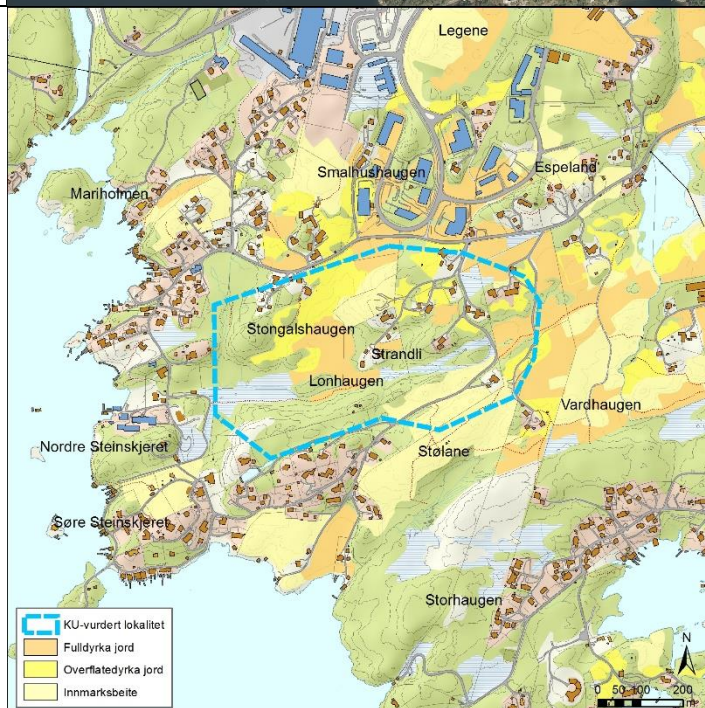 Legene
Smalhushaugen
Espeland
Mariholmen
Stongalshaugen
Strandli
Lonhaugen
Vardhaugen
Nordre Steinskjeret
Stølane
Søre Steinskjeret
Storhaugen
KU-vurdert lokalitet
Fulldyrka jord
Overflatedyrka jord
Innmarksbeite
N
0 50 100 200
m